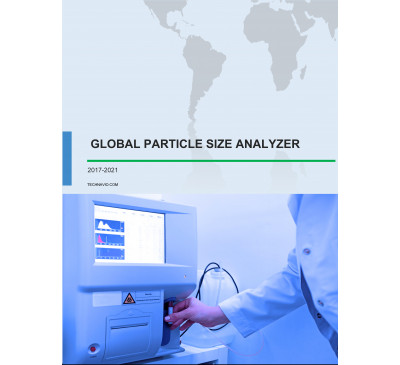 GLOBAL PARTICLE SIZE ANALYZER
2017-2021
TECHNAVIO.COM